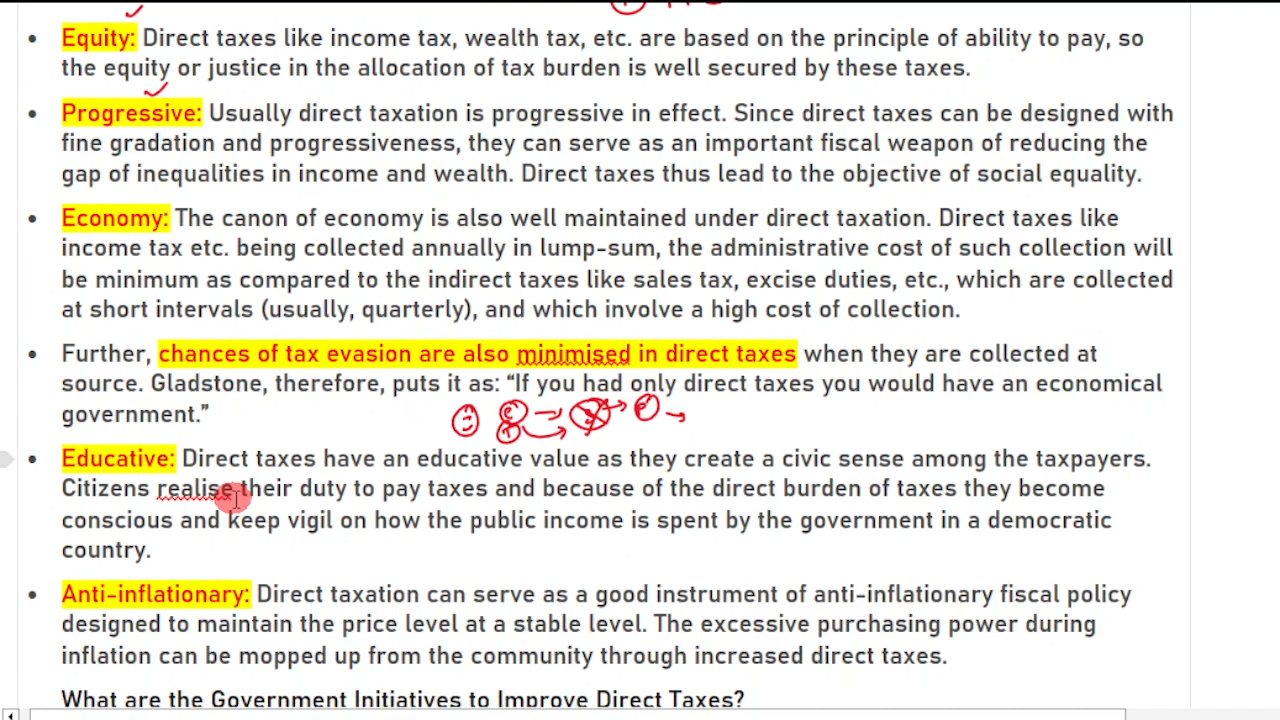 • Equity: Direct taxes like income tax, wealth tax, etc. are based on the principle of ability to pay, so
the equity or justice in the allocation of tax burden is well secured by these taxes.
• Progressive: Usually direct taxation is progressive in effect. Since direct taxes can be designed with
fine gradation and progressiveness, they can serve as an important fiscal weapon of reducing the
gap of inequalities in income and wealth. Direct taxes thus lead to the objective of social equality.
• Economy: The canon of economy is also well maintained under direct taxation. Direct taxes like
income tax etc. being collected annually in lump-sum, the administrative cost of such collection will
be minimum as compared to the indirect taxes like sales tax, excise duties, etc., which are collected
at short intervals (usually, quarterly), and which involve a high cost of collection.
• Further, chances of tax evasion are also minimised in direct taxes when they are collected at
source. Gladstone, therefore, puts it as: “If you had only direct taxes you would have an economical
government.”
• Educative: Direct taxes have an educative value as they create a civic sense among the taxpayers.
Citizens realise their duty to pay taxes and because of the direct burden of taxes they become
conscious and keep vigil on how the public income is spent by the government in a democratic
country.
• Anti-inflationary: Direct taxation can serve as a good instrument of anti-inflationary fiscal policy
designed to maintain the price level at a stable level. The excessive purchasing power during
inflation can be mopped up from the community through increased direct taxes.
What are the Government Initiatives to Improve Direct Taxes?